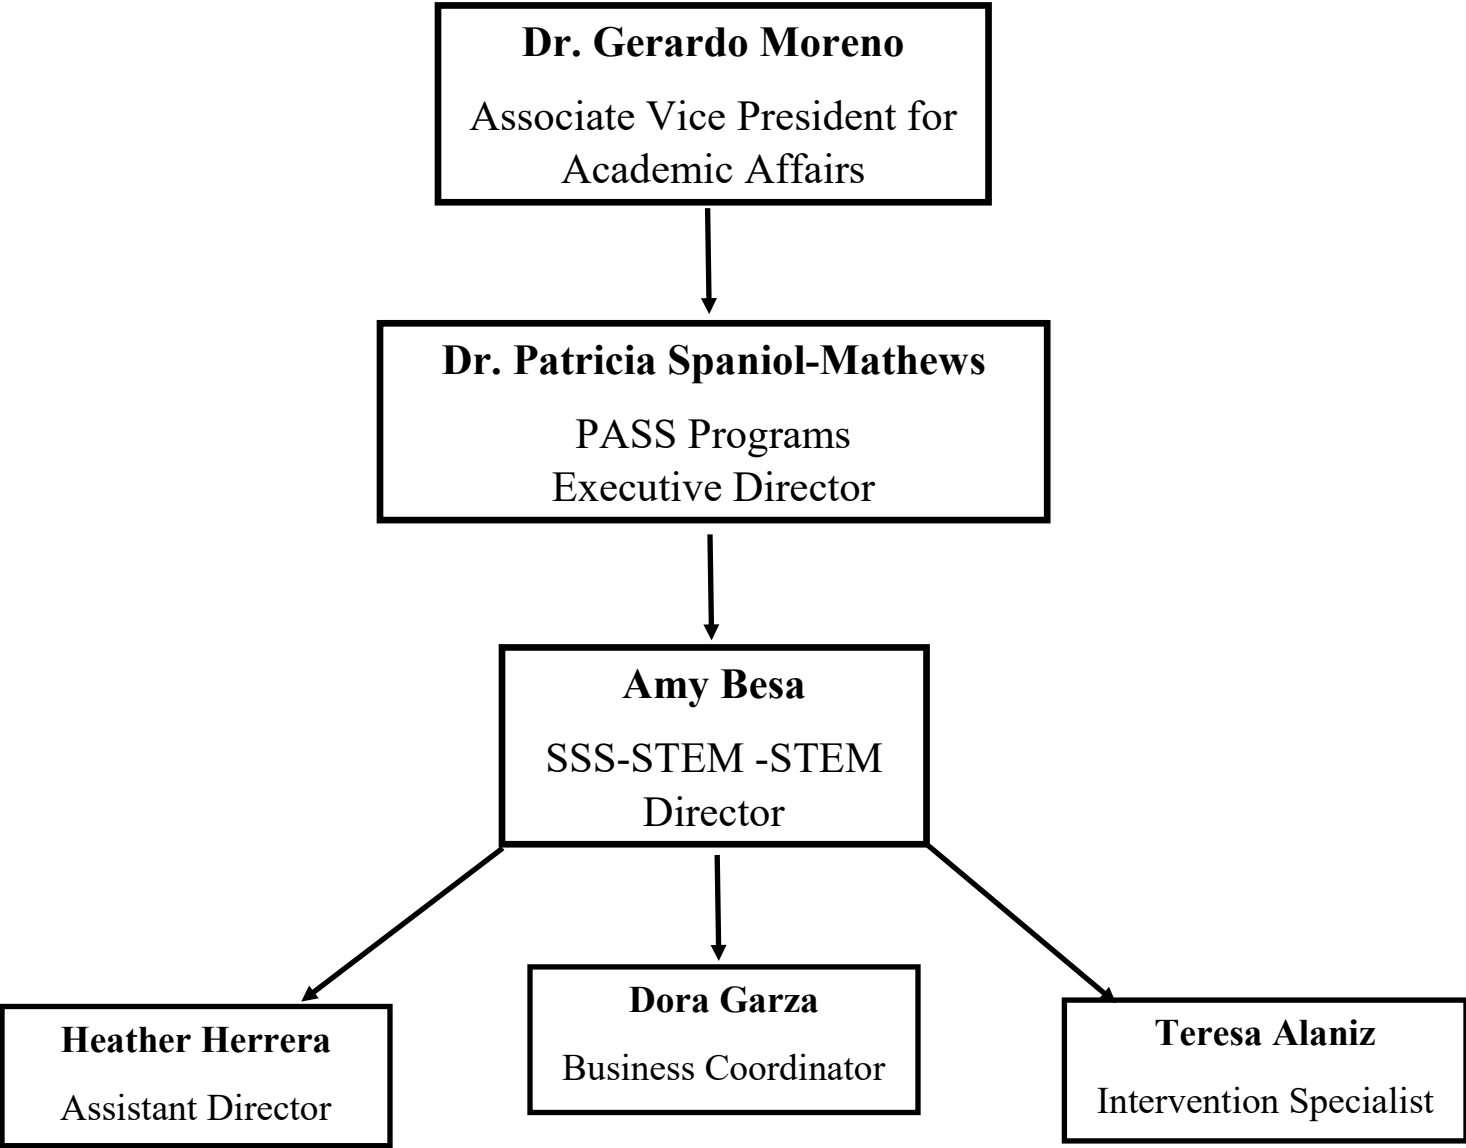 Dr. Gerardo Moreno
Associate Vice President for
Academic Affairs
Dr. Patricia Spaniol-Mathews
PASS Programs
Executive Director
Amy Besa
SSS-STEM -STEM
Director
Heather Herrera
Assistant Director
Dora Garza
Business Coordinator
Teresa Alaniz
Intervention Specialist